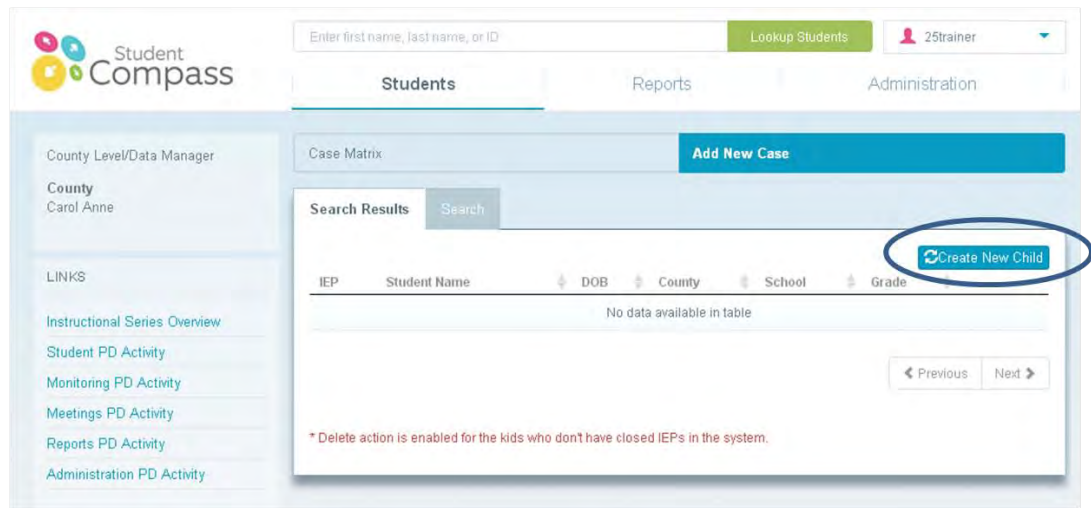 Student
Compass
Enter first name, last name, or ID
Lookup Students
25trainer
Students
Reports
Administration
County Level/Data Manager
County
Carol Anne
LINKS
Instructional Series Overview
Student PD Activity
Monitoring PD Activity
Meetings PD Activity
Reports PD Activity
Administration PD Activity
Case Matrix
Add New Case
Search Results
Search
Create New Child
IEP Student Name DOB County School Grade
No data available in table
Previous Next
* Delete action is enabled for the kids who don't have closed IEPs in the system.